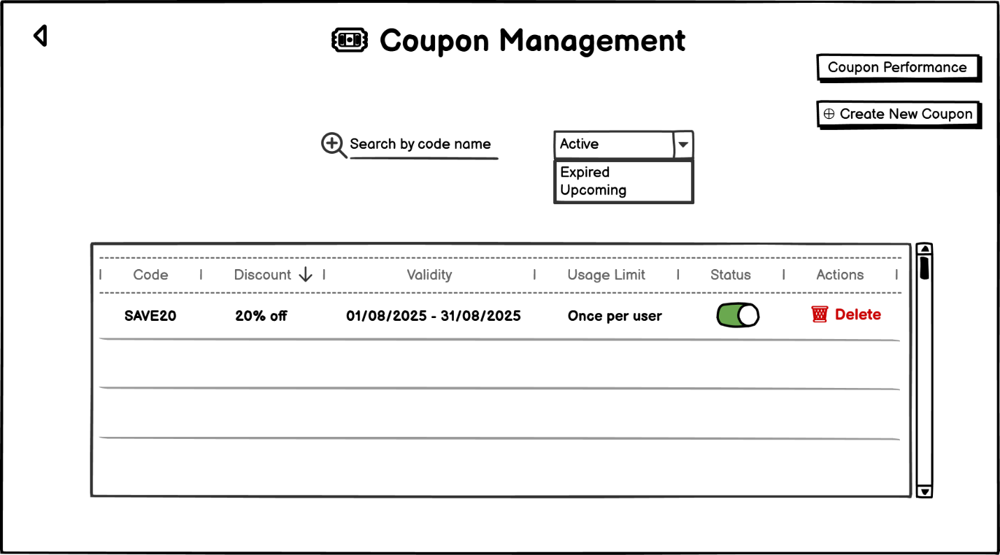 Coupon Management
Coupon Performance
Create New Coupon
Search by code name
Active
Expired
Upcoming
Code Discount Validity Usage Limit Status Actions
SAVE20 20% off 01/08/2025 - 31/08/2025 Once per user Delete